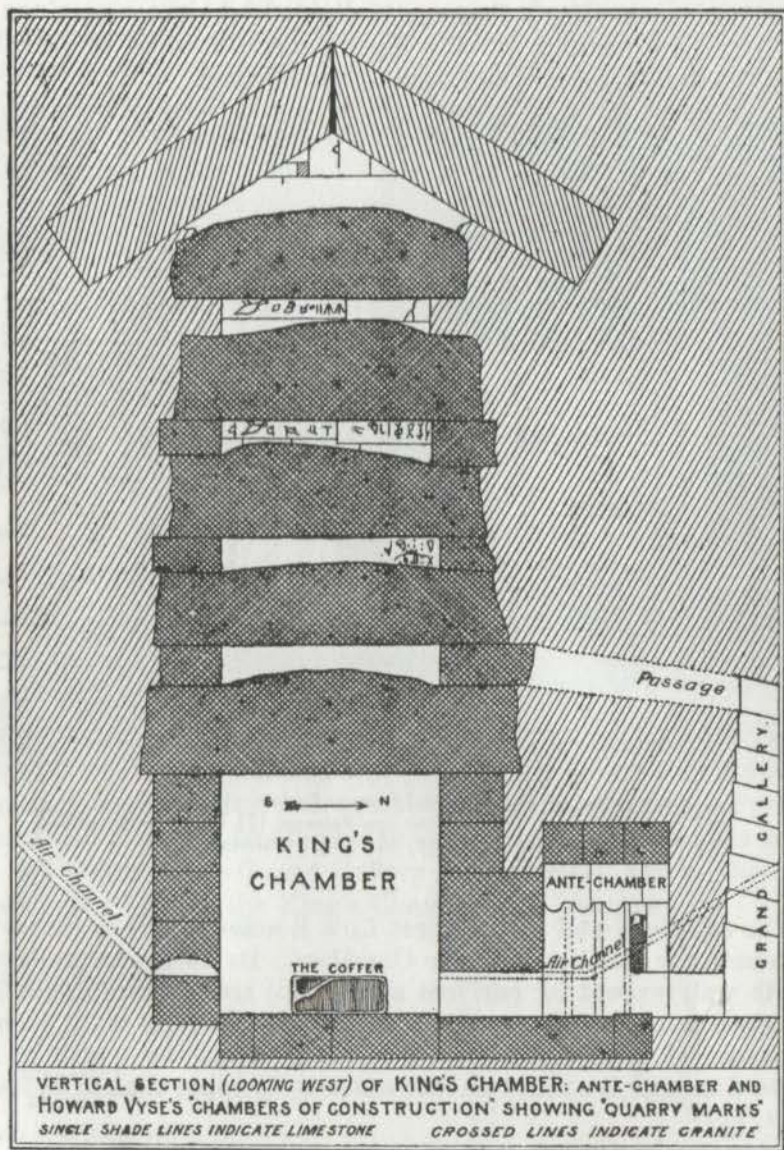 Passage
GRAND GALLERY.
S N
KING'S
CHAMBER
Air Channel
ANTE-CHAMBER
Air Channel
THE COFFER
VERTICAL SECTION (LOOKING WEST) OF KING'S CHAMBER: ANTE-CHAMBER AND
HOWARD VYSE'S "CHAMBERS OF CONSTRUCTION" SHOWING "QUARRY MARKS"
SINGLE SHADE LINES INDICATE LIMESTONE CROSSED LINES INDICATE GRANITE